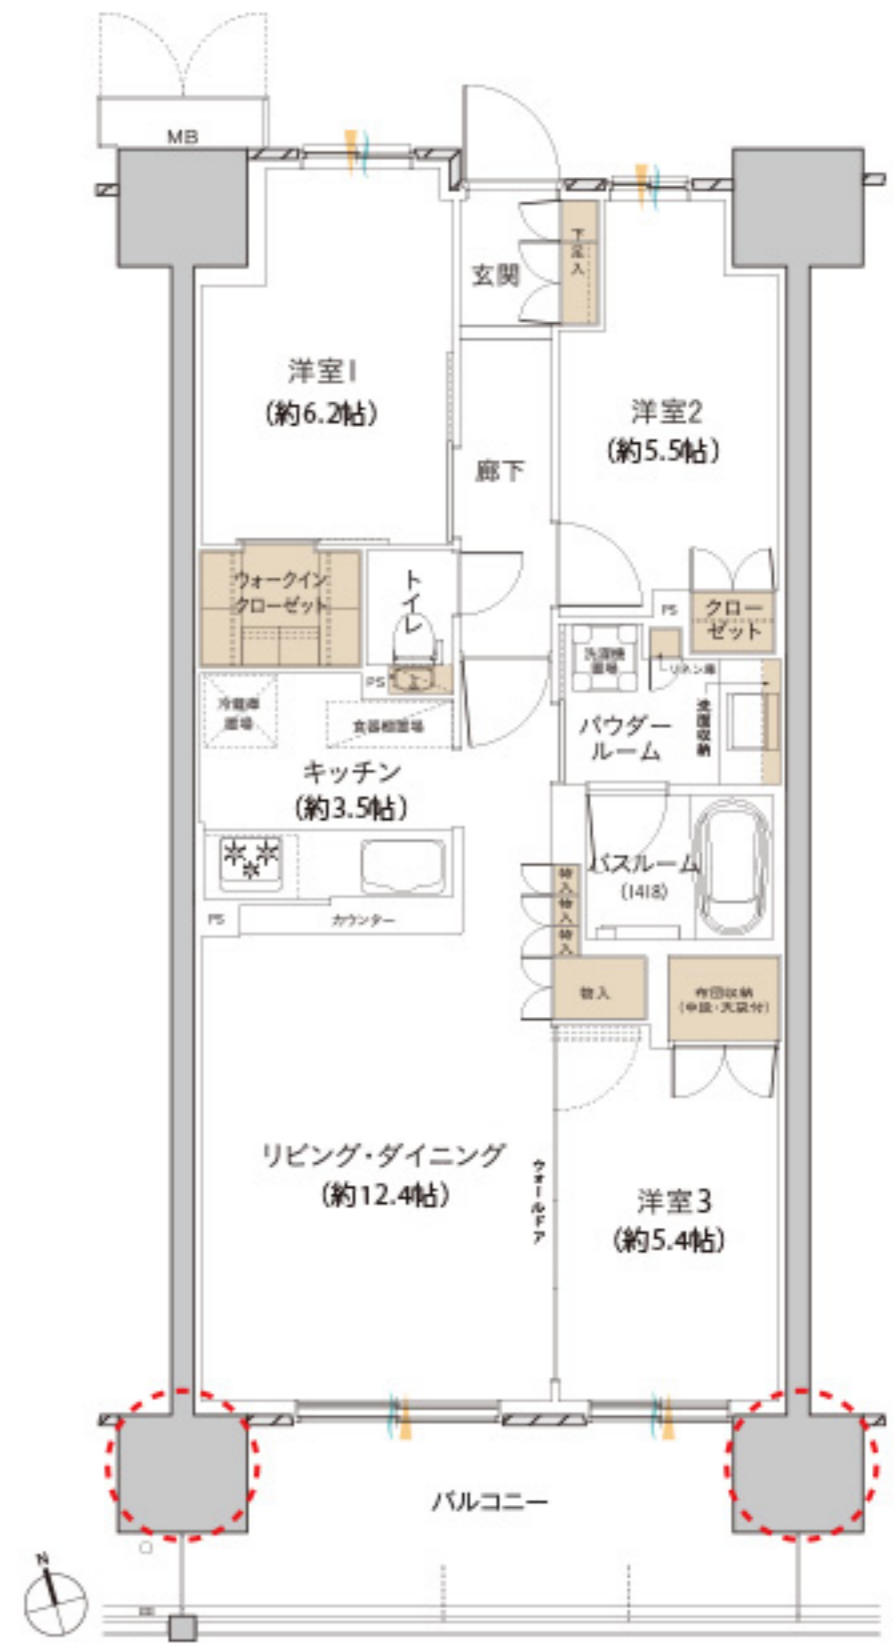 MB
玄関
下足入
洋室1
(約6.2帖)
洋室2
(約5.5帖)
廊下
ウォークイン
クローゼット
トイレ
PS
クロー
ゼット
PS
洗濯機
置場
リネン庫
冷蔵庫
置場
食器棚置場
パウダー
ルーム
洗面収納
キッチン
(約3.5帖)
バスルーム
(1418)
物入
物入
物入
PS
カウンター
物入
布団収納
(中段・天袋付)
リビング・ダイニング
(約12.4帖)
ウォールドア
洋室3
(約5.4帖)
バルコニー
N